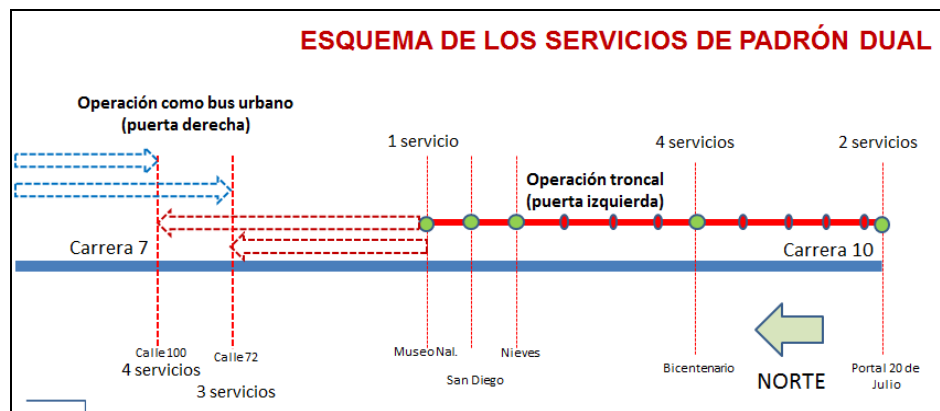 ESQUEMA DE LOS SERVICIOS DE PADRÓN DUAL
Operación como bus urbano
(puerta derecha)
1 servicio
4 servicios
2 servicios
Operación troncal
(puerta izquierda)
Carrera 7
Carrera 10
Calle 100
4 servicios
Calle 72
3 servicios
Museo Nal.
San Diego
Nieves
Bicentenario
NORTE
Portal 20 de
Julio